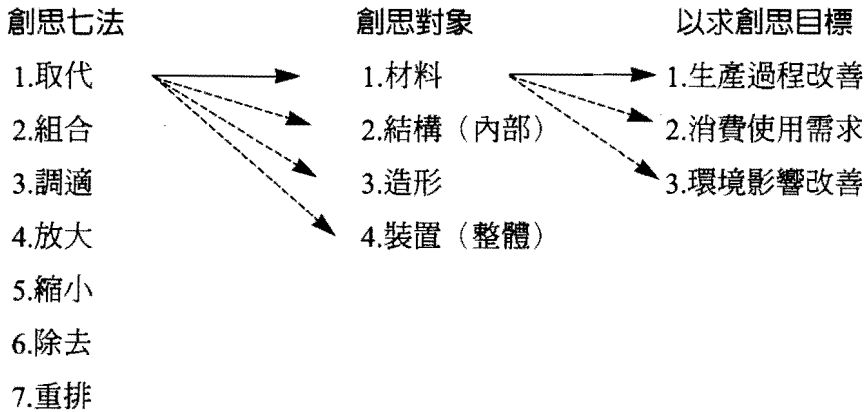 創思七法 創思對象 以求創思目標
1.取代 1.材料 1.生產過程改善
2.組合 2.結構（內部） 2.消費使用需求
3.調適 3.造形 3.環境影響改善
4.放大 4.裝置（整體）
5.縮小
6.除去
7.重排